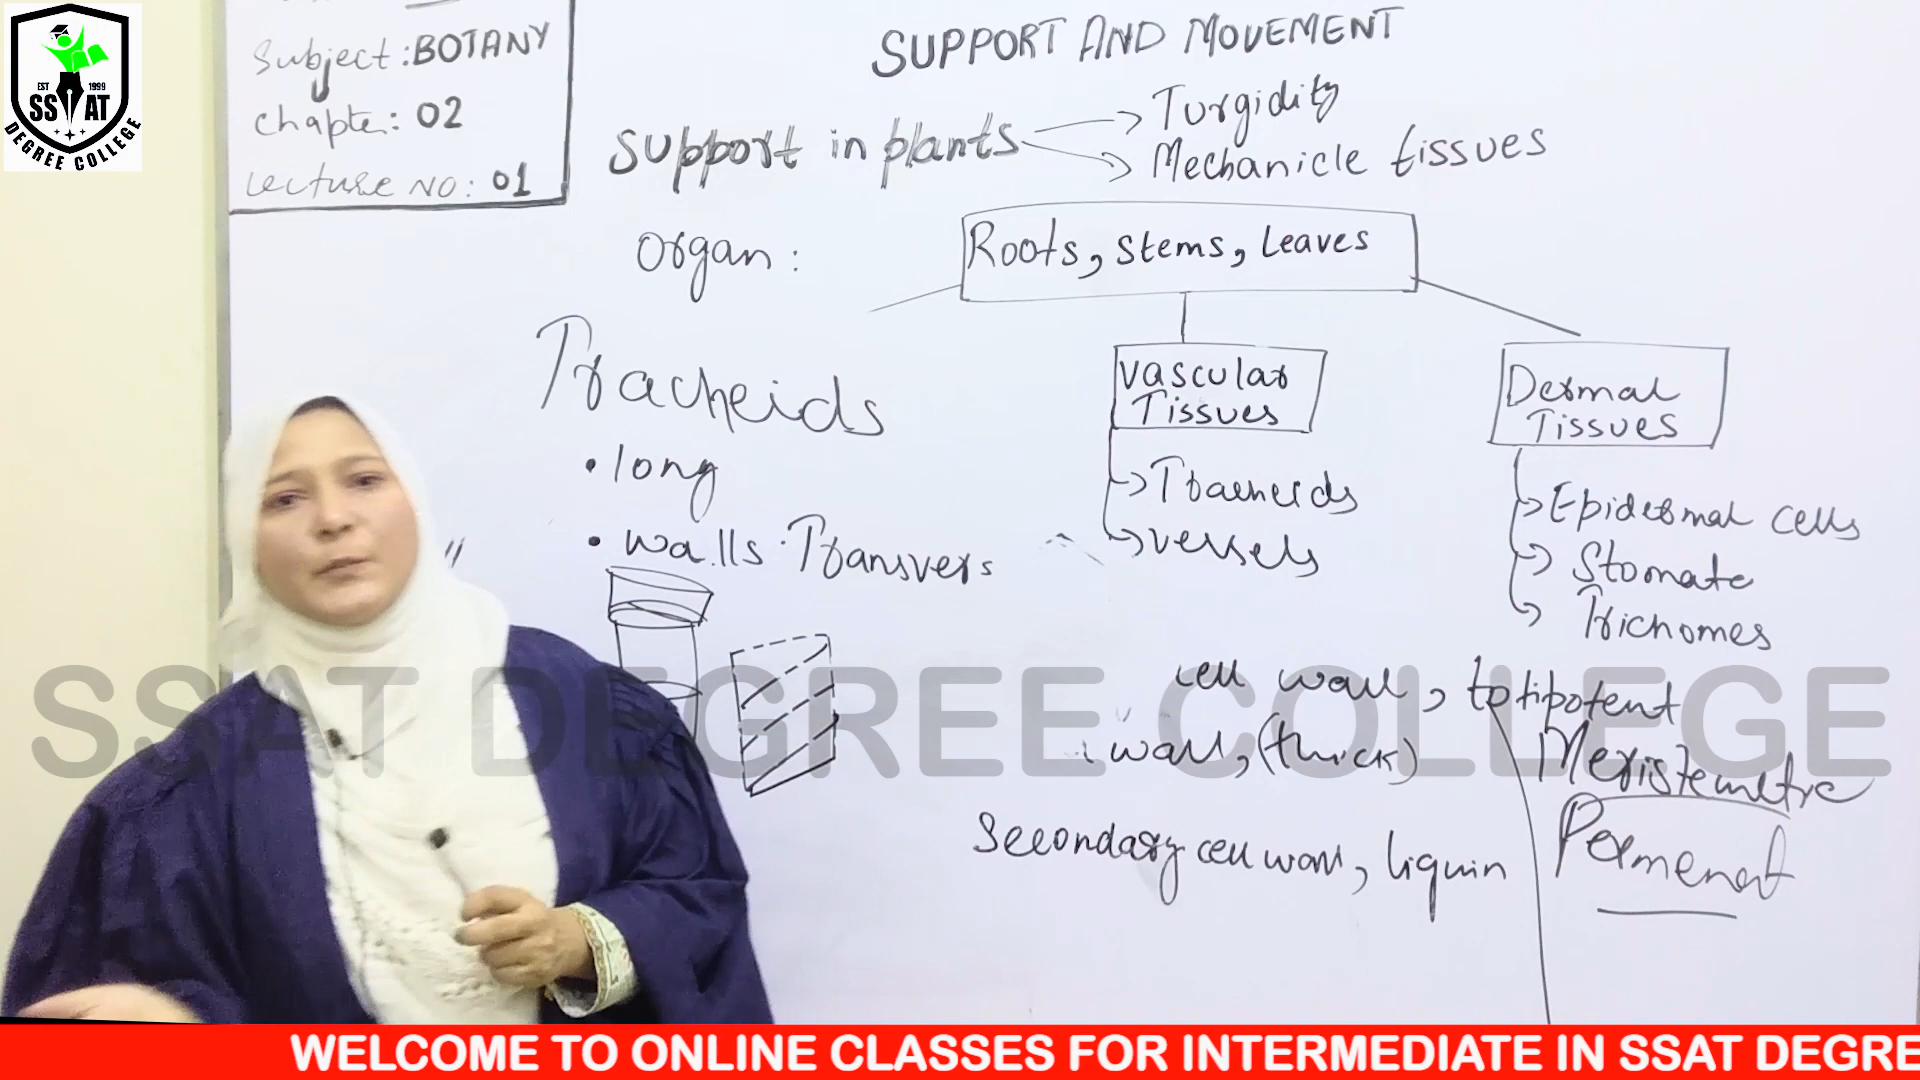 EST 1999
SSAT
DEGREE COLLEGE
Subject: BOTANY
Chapter: 02
Lecture NO: 01
SUPPORT AND MOVEMENT
Support in plants
Turgidity
Mechanicle tissues
Organ:
Roots, Stems, Leaves
Tracheids
• long
• walls Transvers
Vascular
Tissues
Tracheids
vessels
Dermal
Tissues
Epidermal cells
Stomate
Trichomes
cell wall, totipotent
wall, (thick)
Meristemetic
Secondary cell wall, liquin
Permenat
SSAT DEGREE COLLEGE
WELCOME TO ONLINE CLASSES FOR INTERMEDIATE IN SSAT DEGRE